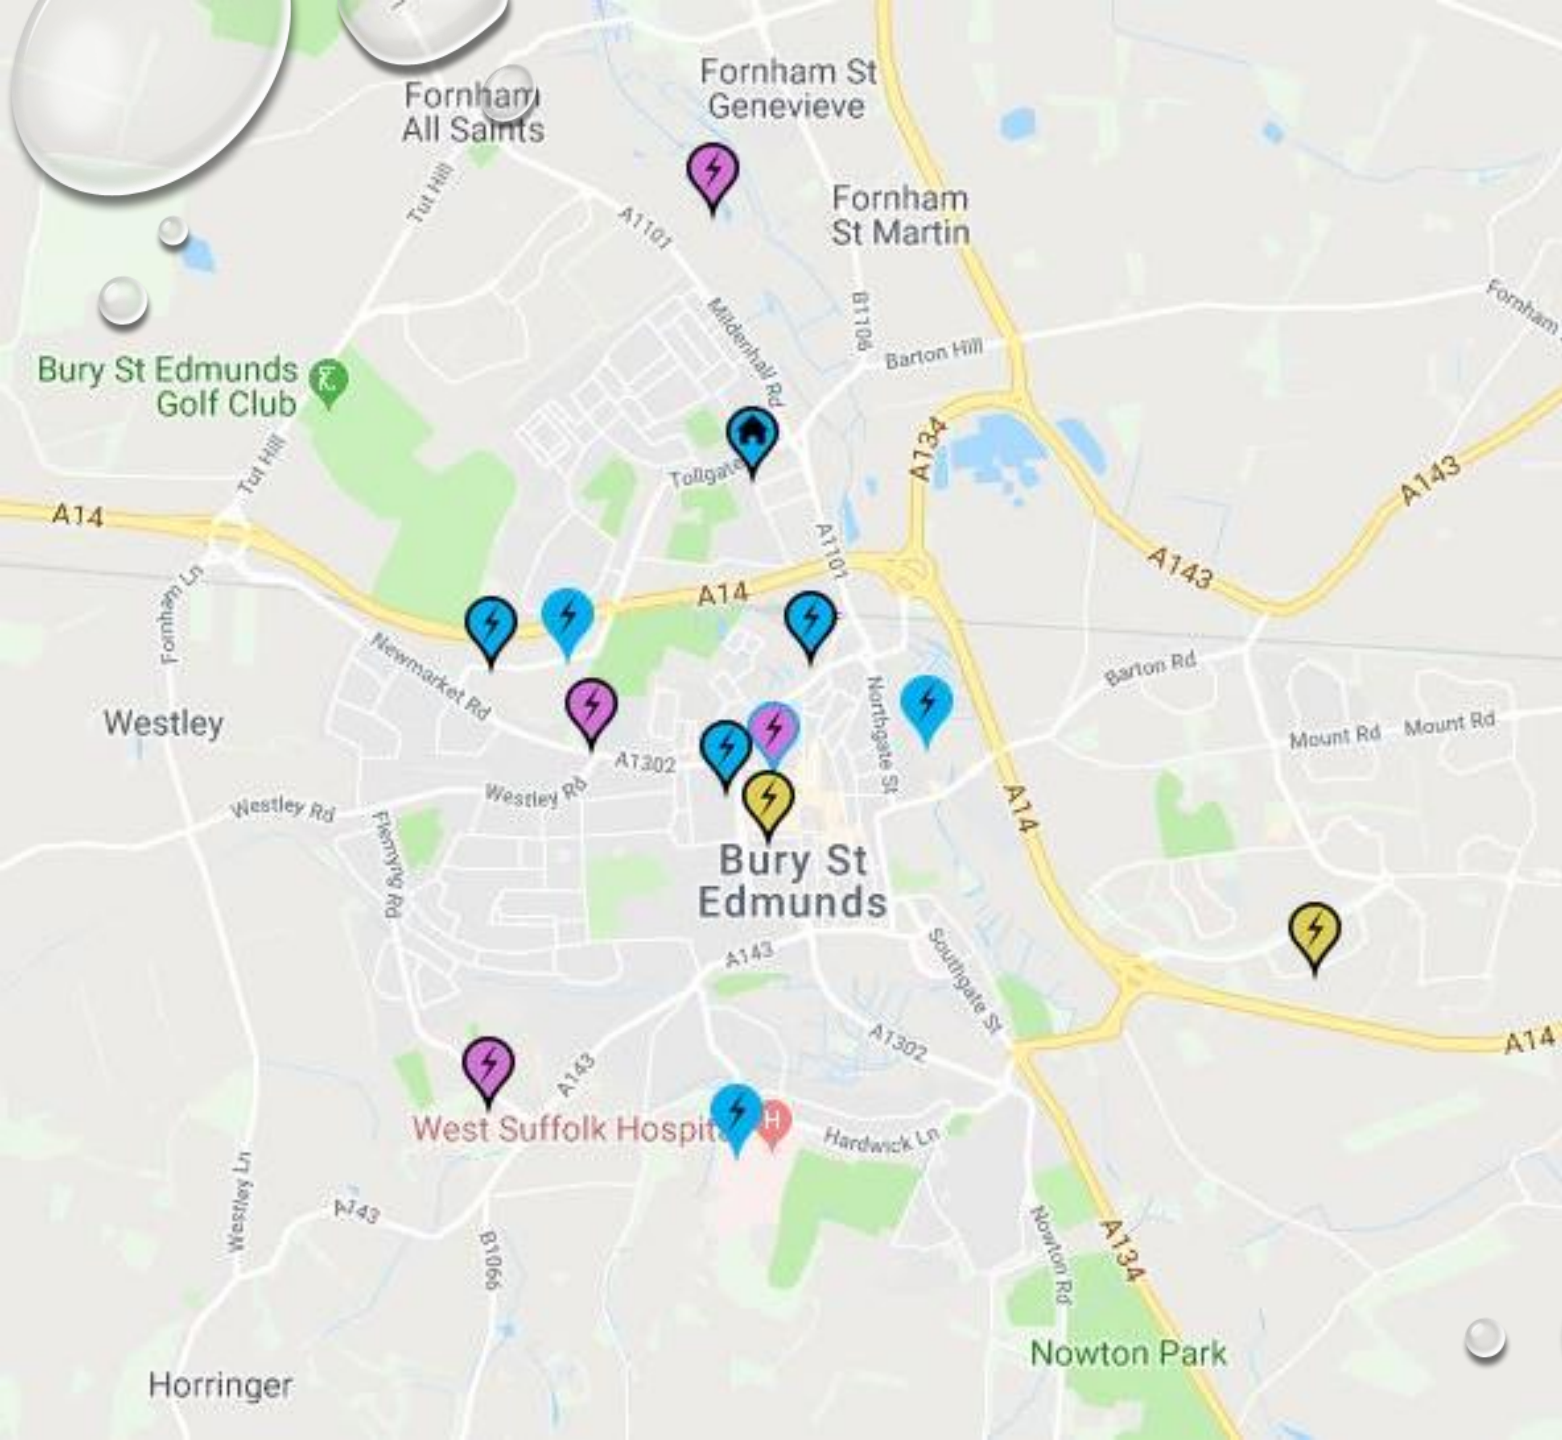 Fornham St
Genevieve
Fornham
All Saints
Tut Hill
A1101
Fornham
St Martin
Mildenhall Rd
B1106
Barton Hill
Fornham
Bury St Edmunds
Golf Club
Tut Hill
A134
Tollgate
A143
A14
A1101
A143
A14
Fornham Ln
Newmarket Rd
Barton Rd
Westley
Northgate St
Mount Rd
Mount Rd
A1302
Westley Rd
Westley Rd
A14
Flemyng Rd
Bury St
Edmunds
A143
Southgate St
A1302
A14
A143
West Suffolk Hospit
H
Hardwick Ln
Westley Ln
A143
B1066
Nowton Rd
A134
Nowton Park
Horringer